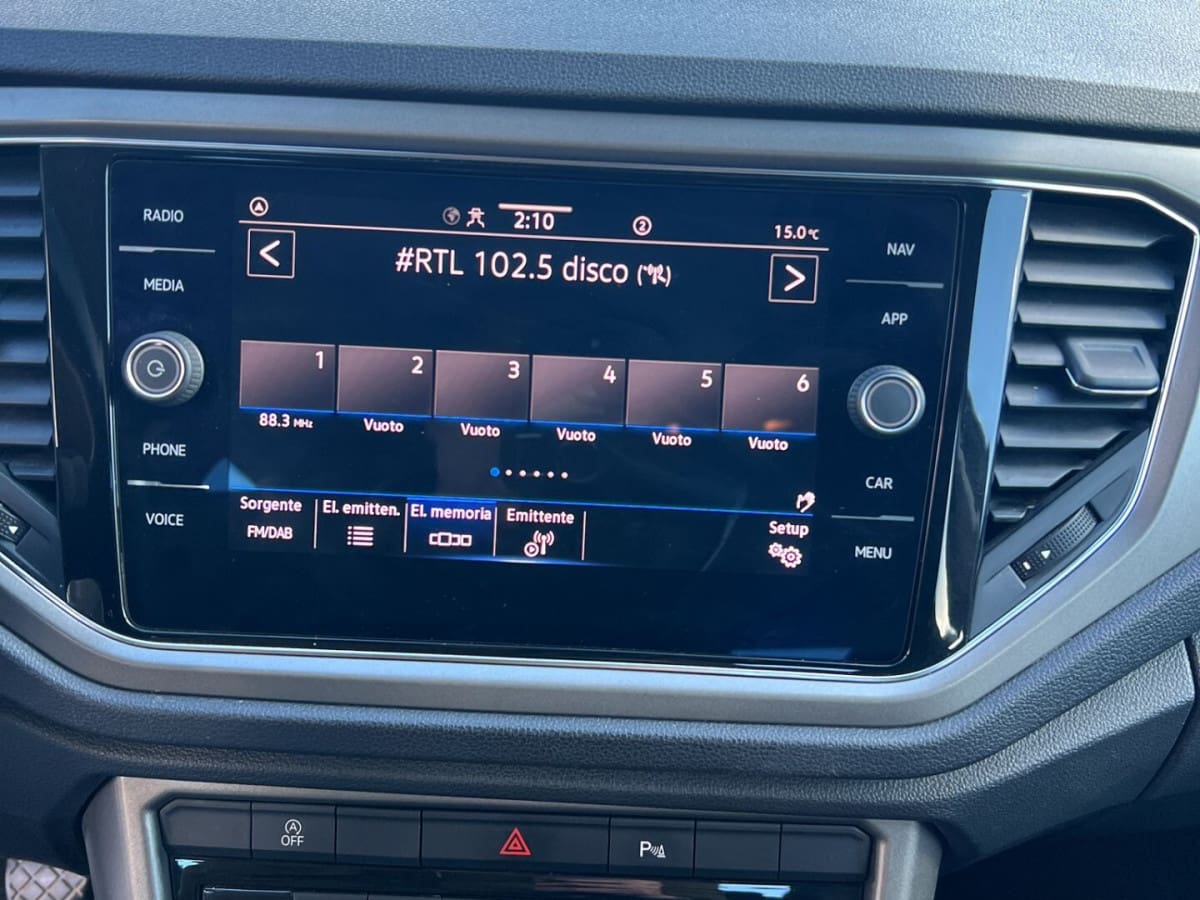 RADIO
MEDIA
PHONE
VOICE
2:10
2
15.0°C
<
#RTL 102.5 disco
>
1
2
3
4
5
6
88.3 MHz
Vuoto
Vuoto
Vuoto
Vuoto
Vuoto
Sorgente
FM/DAB
El. emitten.
El. memoria
Emittente
Setup
NAV
APP
CAR
MENU
A
OFF
P